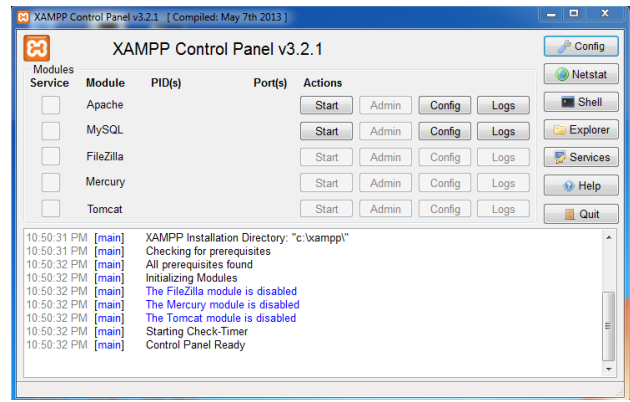 XAMPP Control Panel v3.2.1 [ Compiled: May 7th 2013 ]
XAMPP Control Panel v3.2.1
Config
Modules
Service Module PID(s) Port(s) Actions
Netstat
Apache Start Admin Config Logs
Shell
MySQL Start Admin Config Logs
Explorer
FileZilla Start Admin Config Logs
Services
Mercury Start Admin Config Logs
Help
Tomcat Start Admin Config Logs
Quit
10:50:31 PM [main] XAMPP Installation Directory: "c:\xampp\"
10:50:31 PM [main] Checking for prerequisites
10:50:32 PM [main] All prerequisites found
10:50:32 PM [main] Initializing Modules
10:50:32 PM [main] The FileZilla module is disabled
10:50:32 PM [main] The Mercury module is disabled
10:50:32 PM [main] The Tomcat module is disabled
10:50:32 PM [main] Starting Check-Timer
10:50:32 PM [main] Control Panel Ready